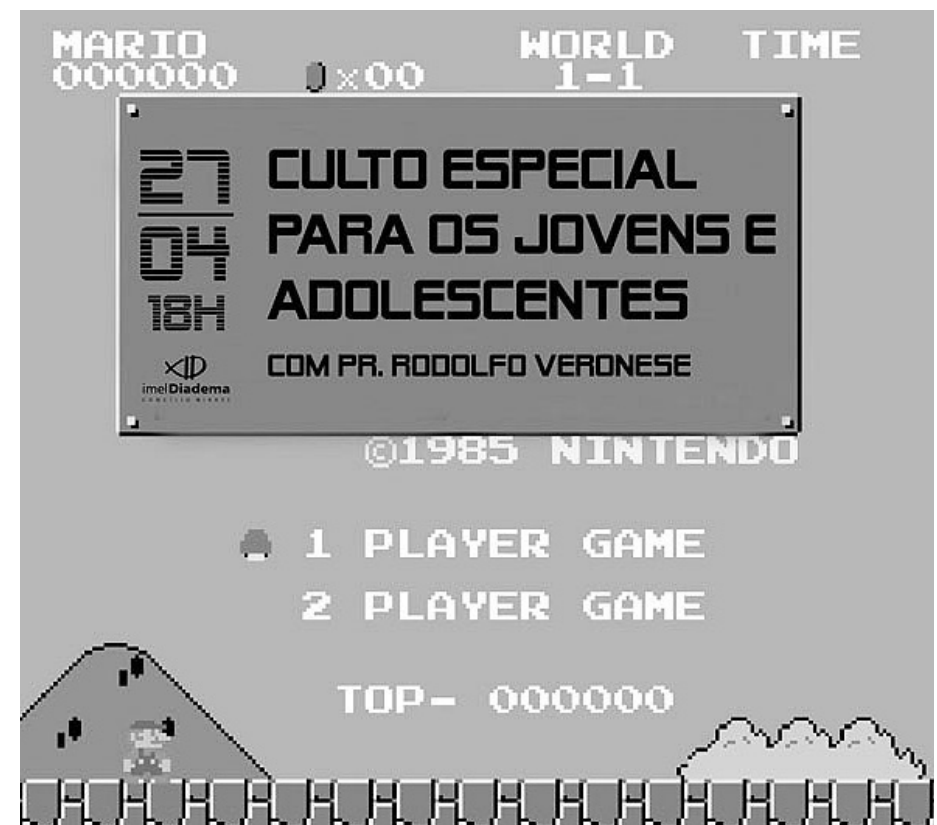 MARIO WORLD TIME
000000 x00 1-1
27
04
18H
CULTO ESPECIAL
PARA OS JOVENS E
ADOLESCENTES
COM PR. RODOLFO VERONESE
imelDiadema
©1985 NINTENDO
1 PLAYER GAME
2 PLAYER GAME
TOP- 000000